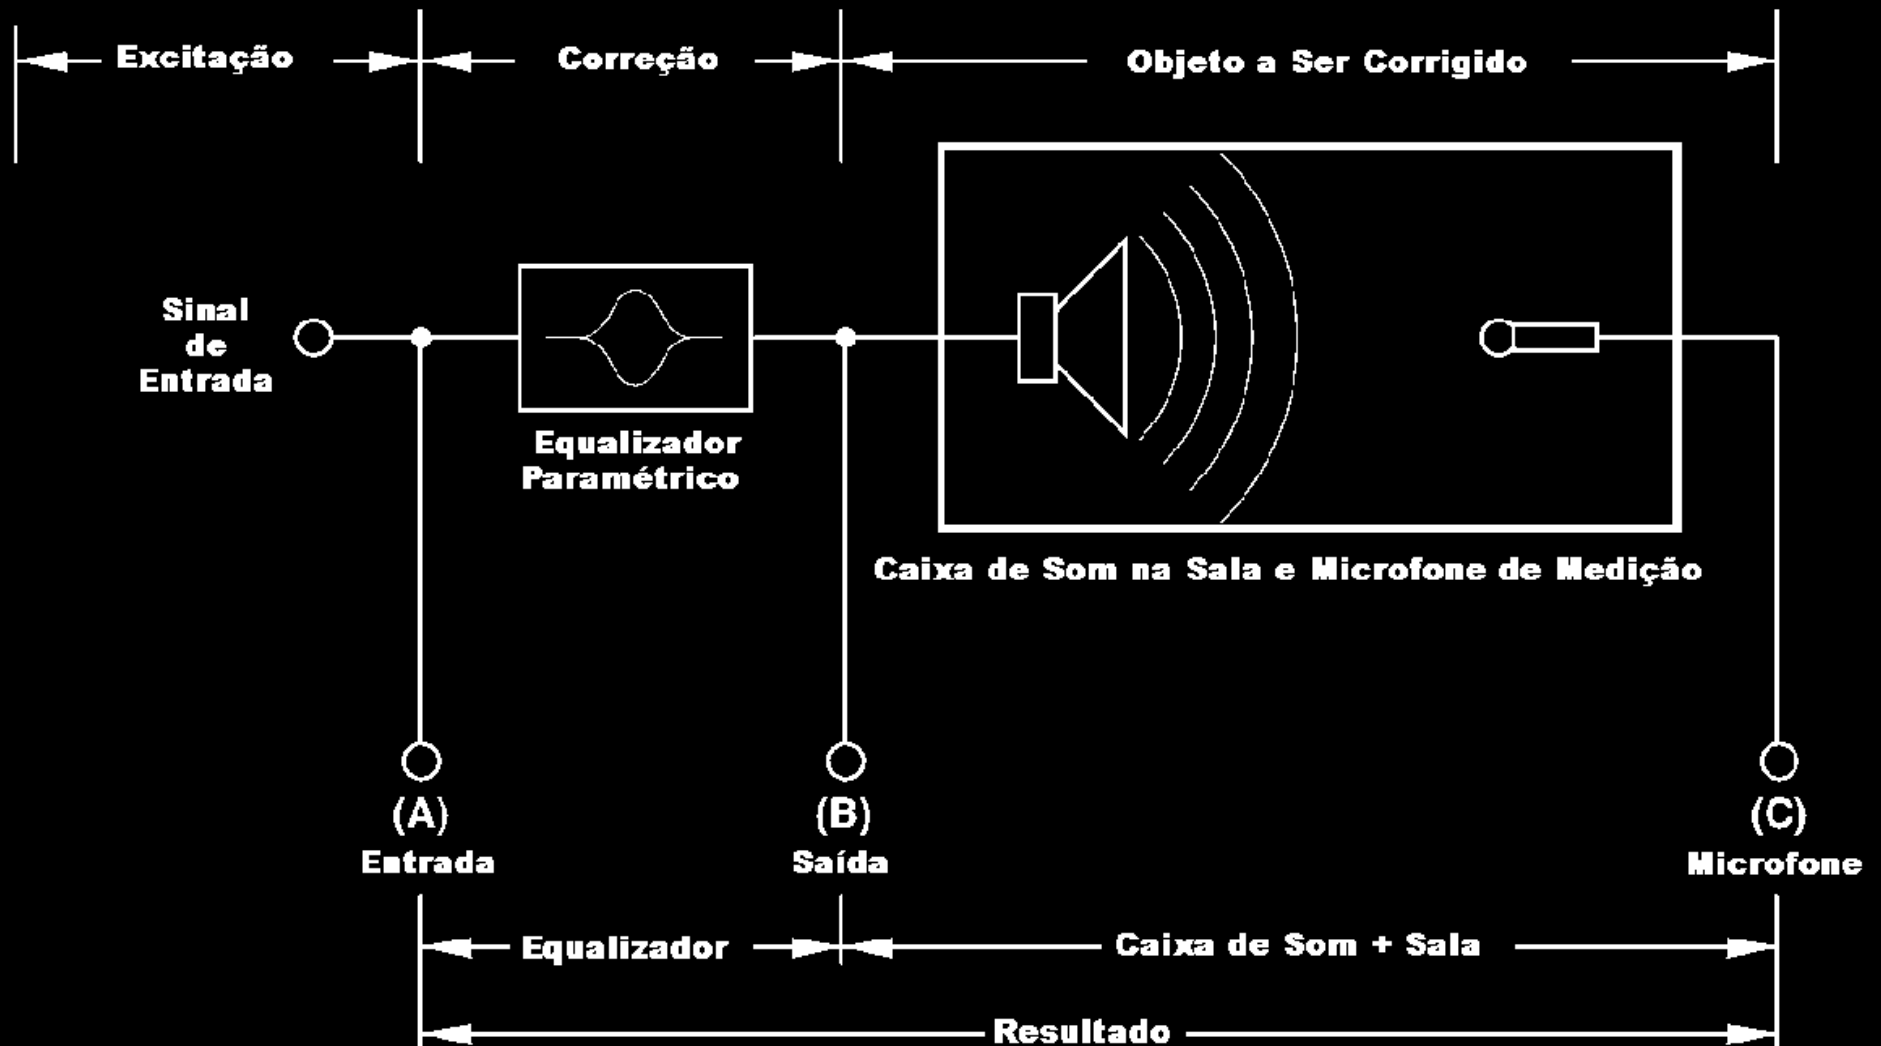 Excitação
Correção
Objeto a Ser Corrigido
Sinal
de
Entrada
Equalizador
Paramétrico
Caixa de Som na Sala e Microfone de Medição
(A)
Entrada
(B)
Saída
(C)
Microfone
Equalizador
Caixa de Som + Sala
Resultado